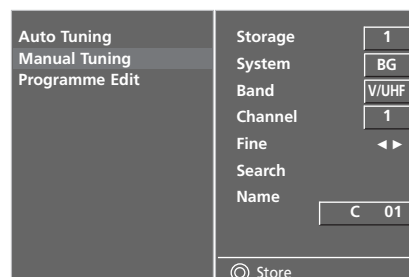 Auto Tuning
Manual Tuning
Programme Edit
Storage 1
System BG
Band V/UHF
Channel 1
Fine ◄►
Search
Name
C 01
Store